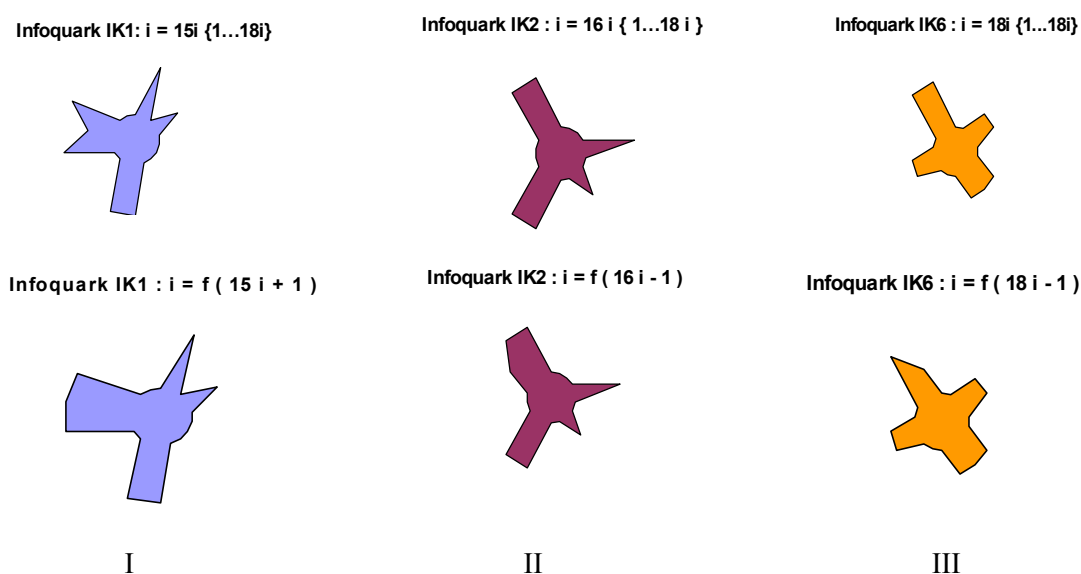 Infoquark IK1: i = 15i {1...18i}
Infoquark IK2 : i = 16 i { 1...18 i }
Infoquark IK6 : i = 18i {1...18i}
Infoquark IK1 : i = f ( 15 i + 1 )
Infoquark IK2 : i = f ( 16 i - 1 )
Infoquark IK6 : i = f ( 18 i - 1 )
I
II
III